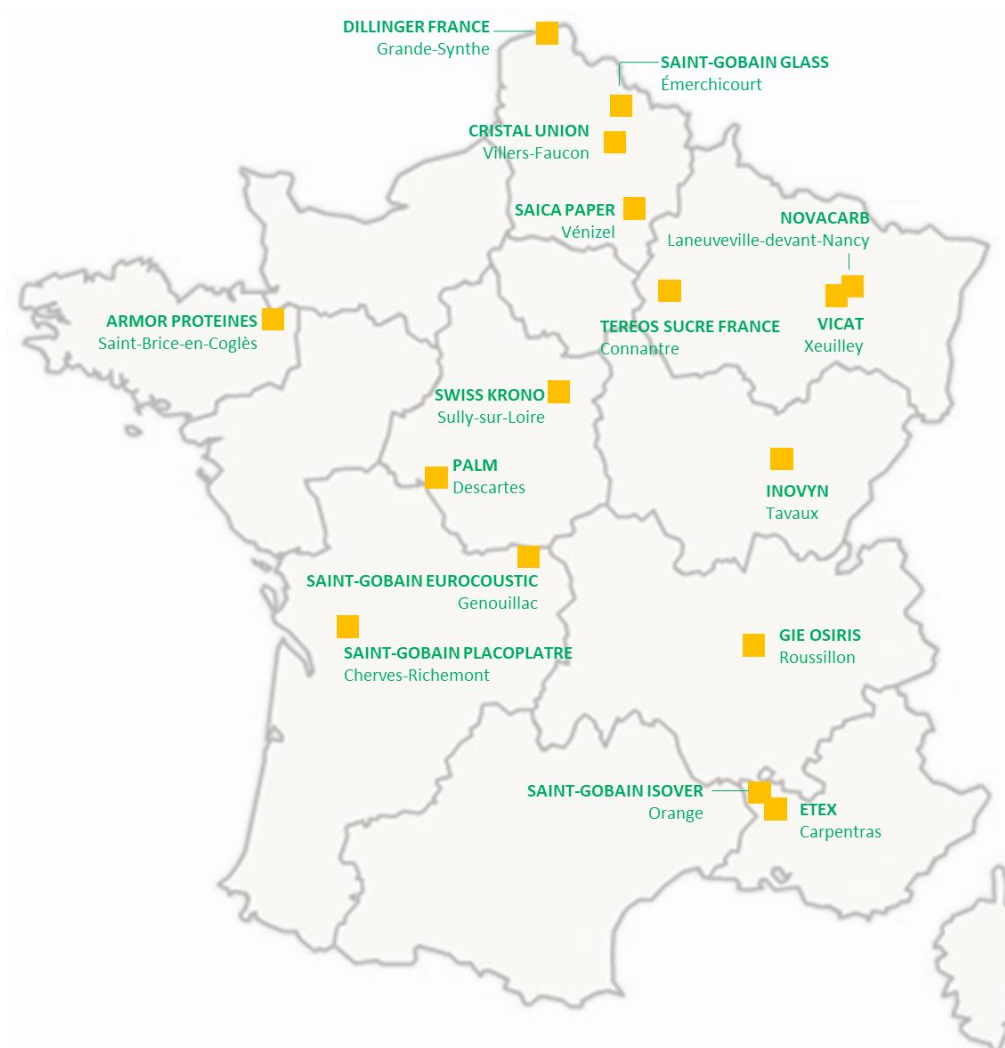 DILLINGER FRANCE
Grande-Synthe
SAINT-GOBAIN GLASS
Émerchicourt
CRISTAL UNION
Villers-Faucon
SAICA PAPER
Vénizel
NOVACARB
Laneuveville-devant-Nancy
ARMOR PROTEINES
Saint-Brice-en-Coglès
TEREOS SUCRE FRANCE
Connantre
VICAT
Xeuilley
SWISS KRONO
Sully-sur-Loire
PALM
Descartes
INOVYN
Tavaux
SAINT-GOBAIN EUROCOUSTIC
Genouillac
SAINT-GOBAIN PLACOPLATRE
Cherves-Richemont
GIE OSIRIS
Roussillon
SAINT-GOBAIN ISOVER
Orange
ETEX
Carpentras